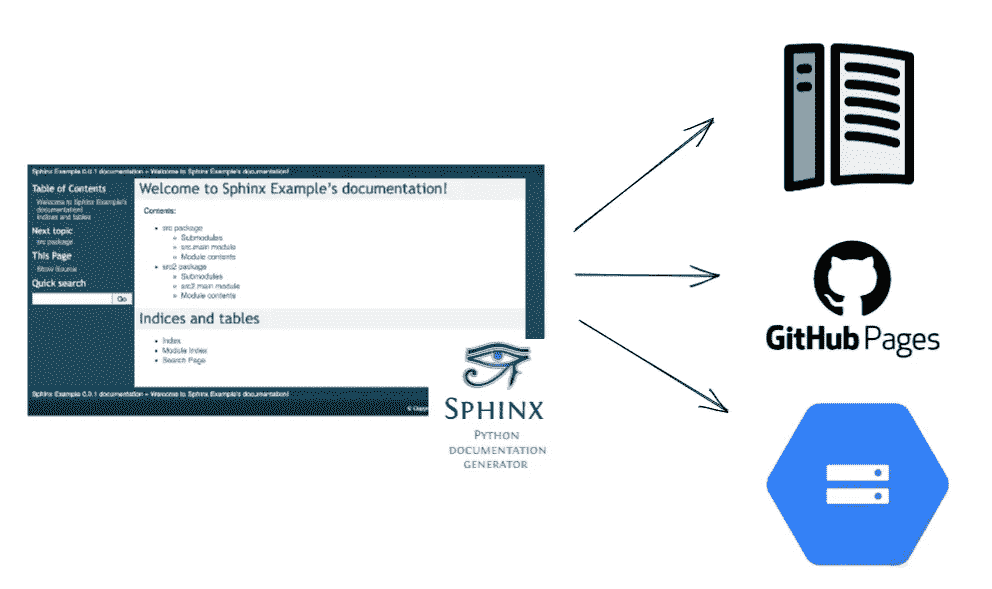 Sphinx Example 0.0.1 documentation » Welcome to Sphinx Example's documentation!
Table of Contents
Welcome to Sphinx Example's
documentation!
Indices and tables
Next topic
src package
This Page
Show Source
Quick search
Go
Welcome to Sphinx Example's documentation!
Contents:
src package
Submodules
src.main module
Module contents
src2 package
Submodules
src2.main module
Module contents
Indices and tables
Index
Module Index
Search Page
Sphinx Example 0.0.1 documentation » Welcome to Sphinx Example's documentation!
SPHINX
PYTHON
DOCUMENTATION
GENERATOR
GitHub Pages